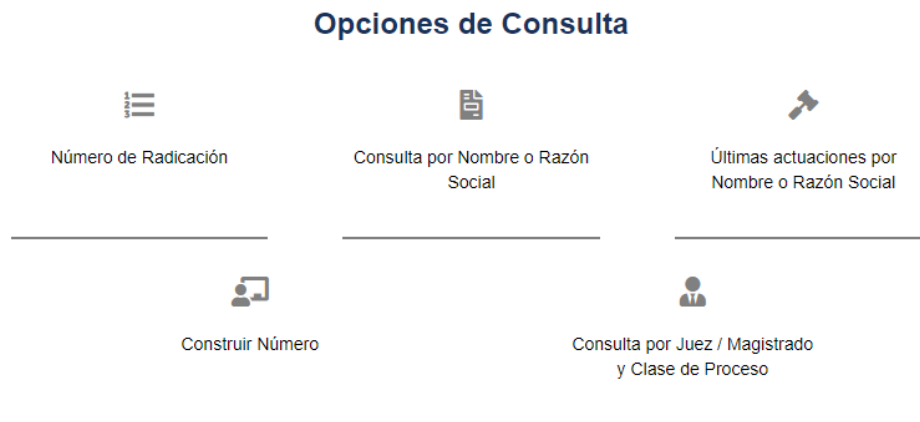 Opciones de Consulta
Número de Radicación
Consulta por Nombre o Razón
Social
Últimas actuaciones por
Nombre o Razón Social
Construir Número
Consulta por Juez / Magistrado
y Clase de Proceso